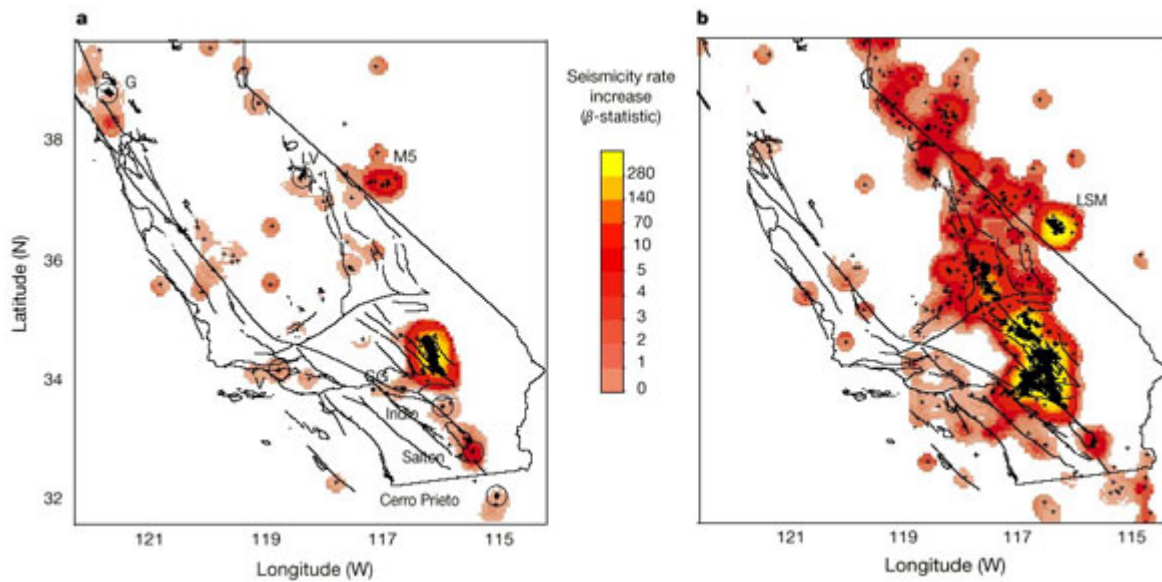 a
b
G
LV
M5
V
SG
Indio
Salton
Cerro Prieto
38
36
34
32
Latitude (N)
121
119
117
115
Longitude (W)
Seismicity rate
increase
(β-statistic)
280
140
70
10
5
4
3
2
1
0
LSM
121
119
117
115
Longitude (W)